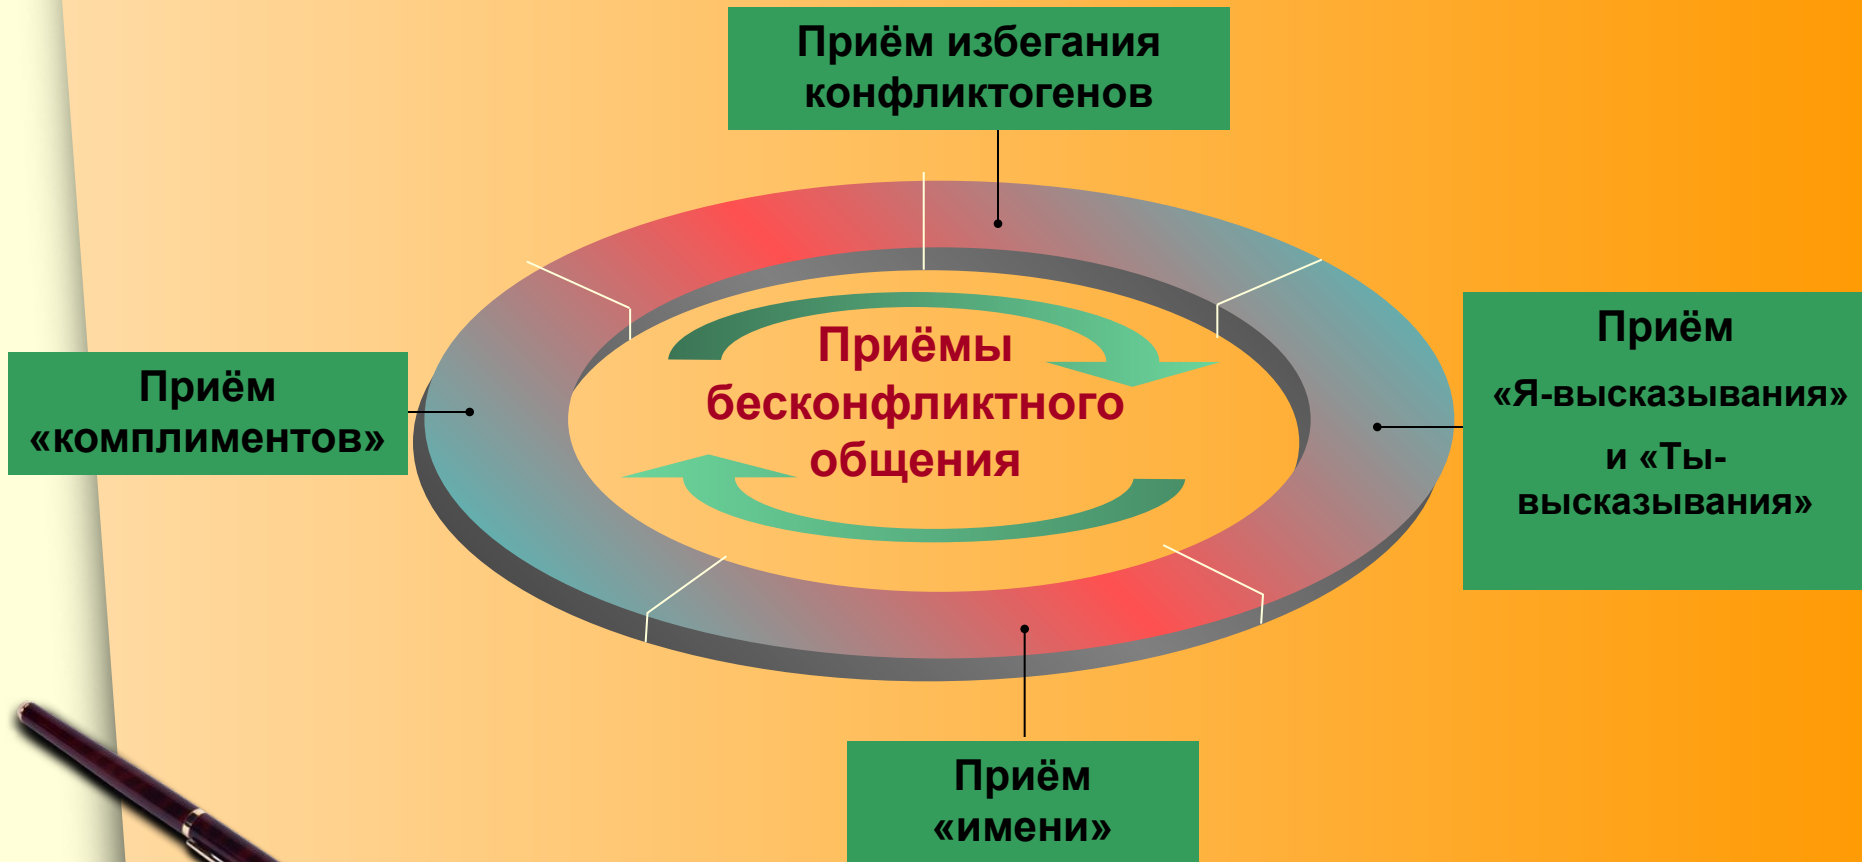 Приём избегания
конфликтогенов
Приёмы
бесконфликтного
общения
Приём
«комплиментов»
Приём
«Я-высказывания»
и «Ты-
высказывания»
Приём
«имени»